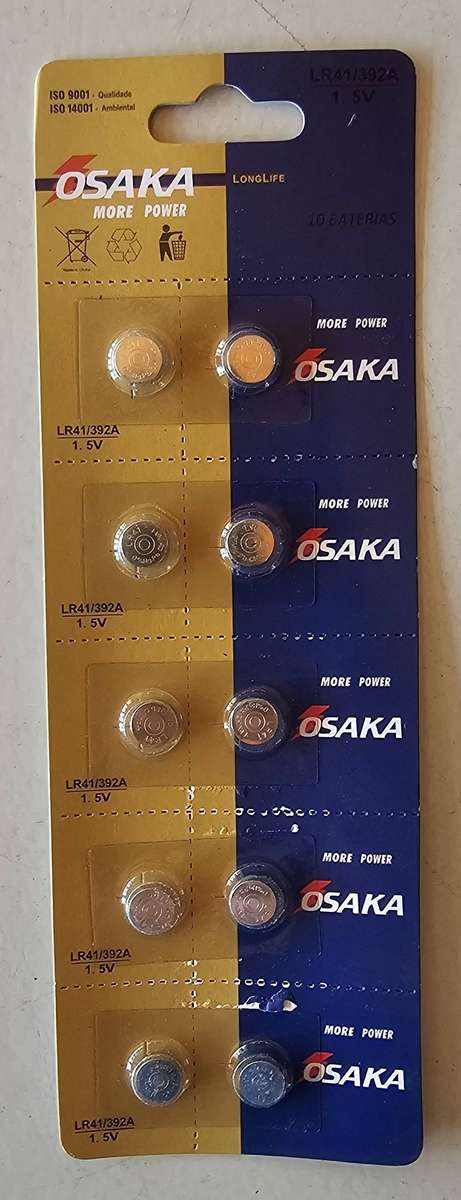 ISO 9001 - Qualidade
ISO 14001 - Ambiental
LR41/392A
1. 5V
OSAKA
MORE POWER
LONGLIFE
10 BATERIAS
MORE POWER
OSAKA
LR41/392A
1. 5V
MORE POWER
OSAKA
LR41/392A
1. 5V
MORE POWER
OSAKA
LR41/392A
1. 5V
MORE POWER
OSAKA
LR41/392A
1. 5V
MORE POWER
OSAKA
LR41/392A
1. 5V